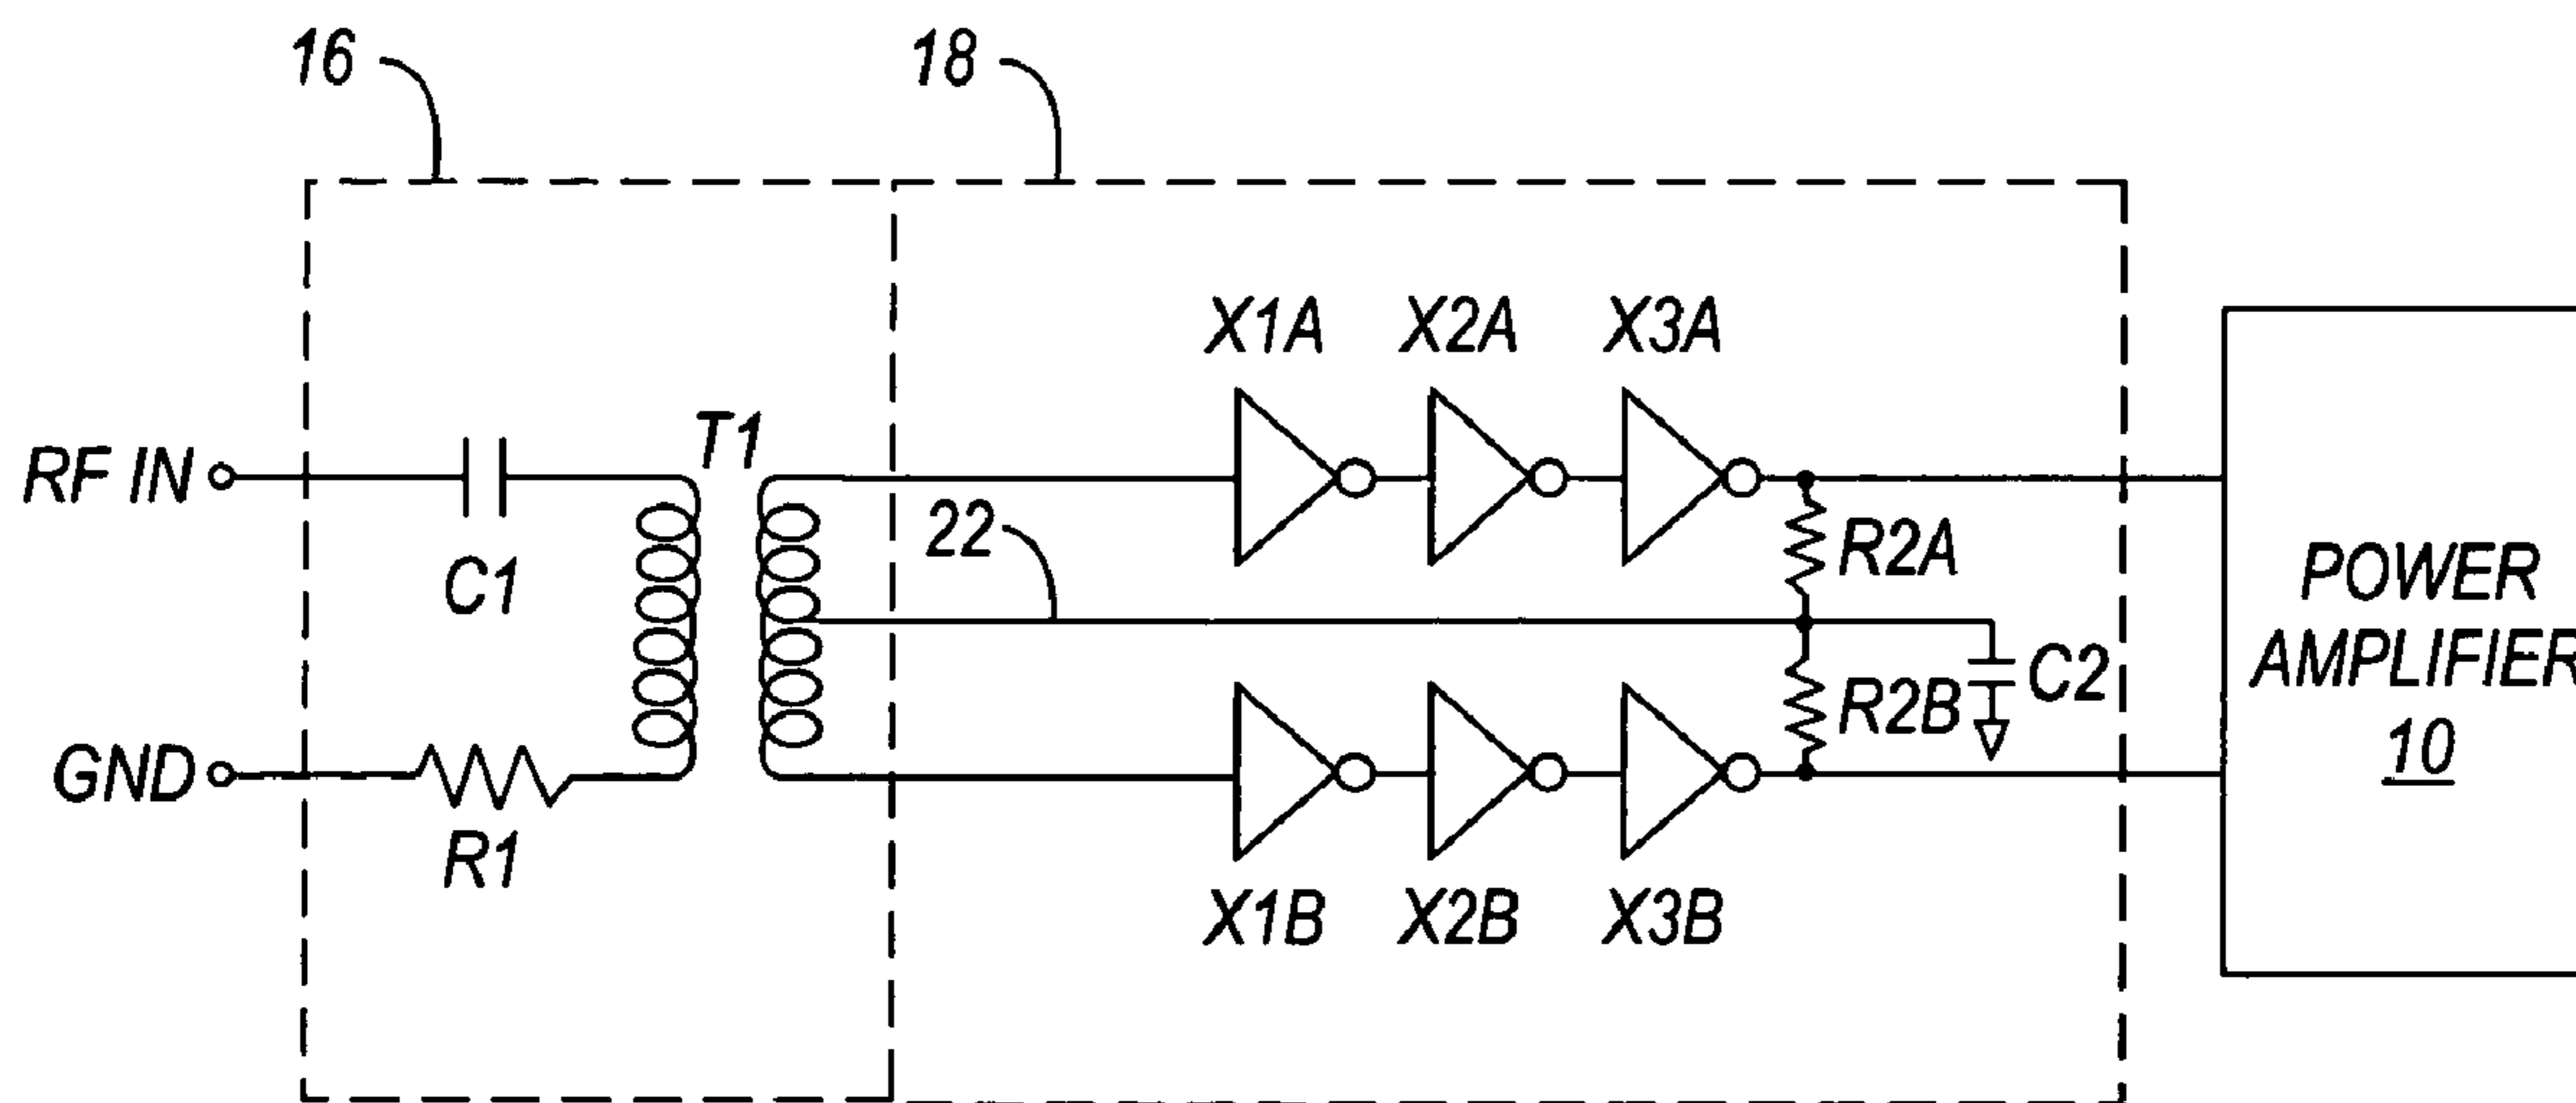 16
18
X1A X2A X3A
T1
RF IN
22
C1
R2A
POWER
AMPLIFIER
10
R2B
C2
GND
R1
X1B X2B X3B